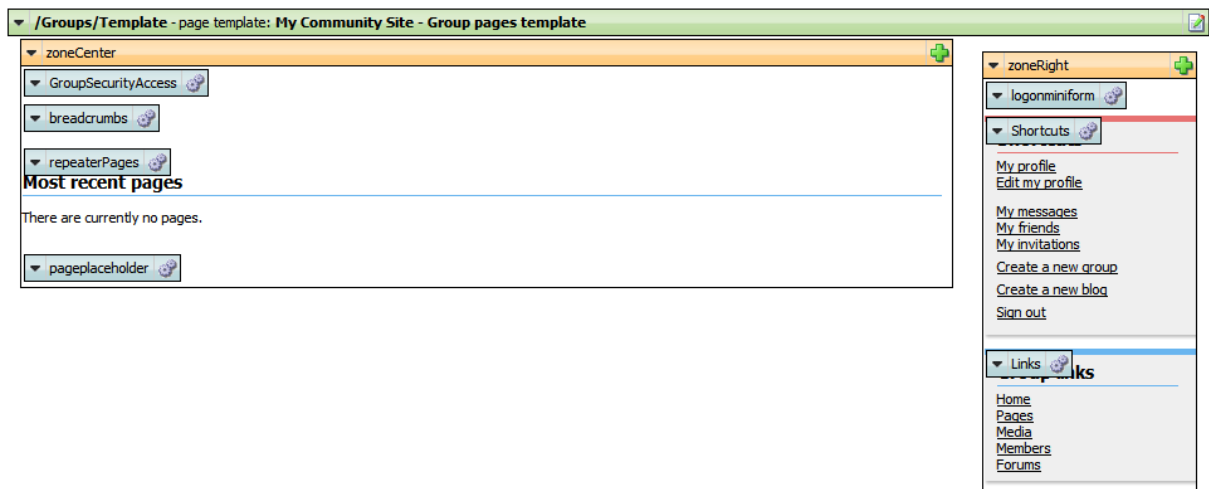 /Groups/Template - page template: My Community Site - Group pages template
zoneCenter
GroupSecurityAccess
breadcrumbs
repeaterPages
Most recent pages
There are currently no pages.
pageplaceholder
zoneRight
logonminiform
Shortcuts
My profile
Edit my profile
My messages
My friends
My invitations
Create a new group
Create a new blog
Sign out
Links
Home
Pages
Media
Members
Forums